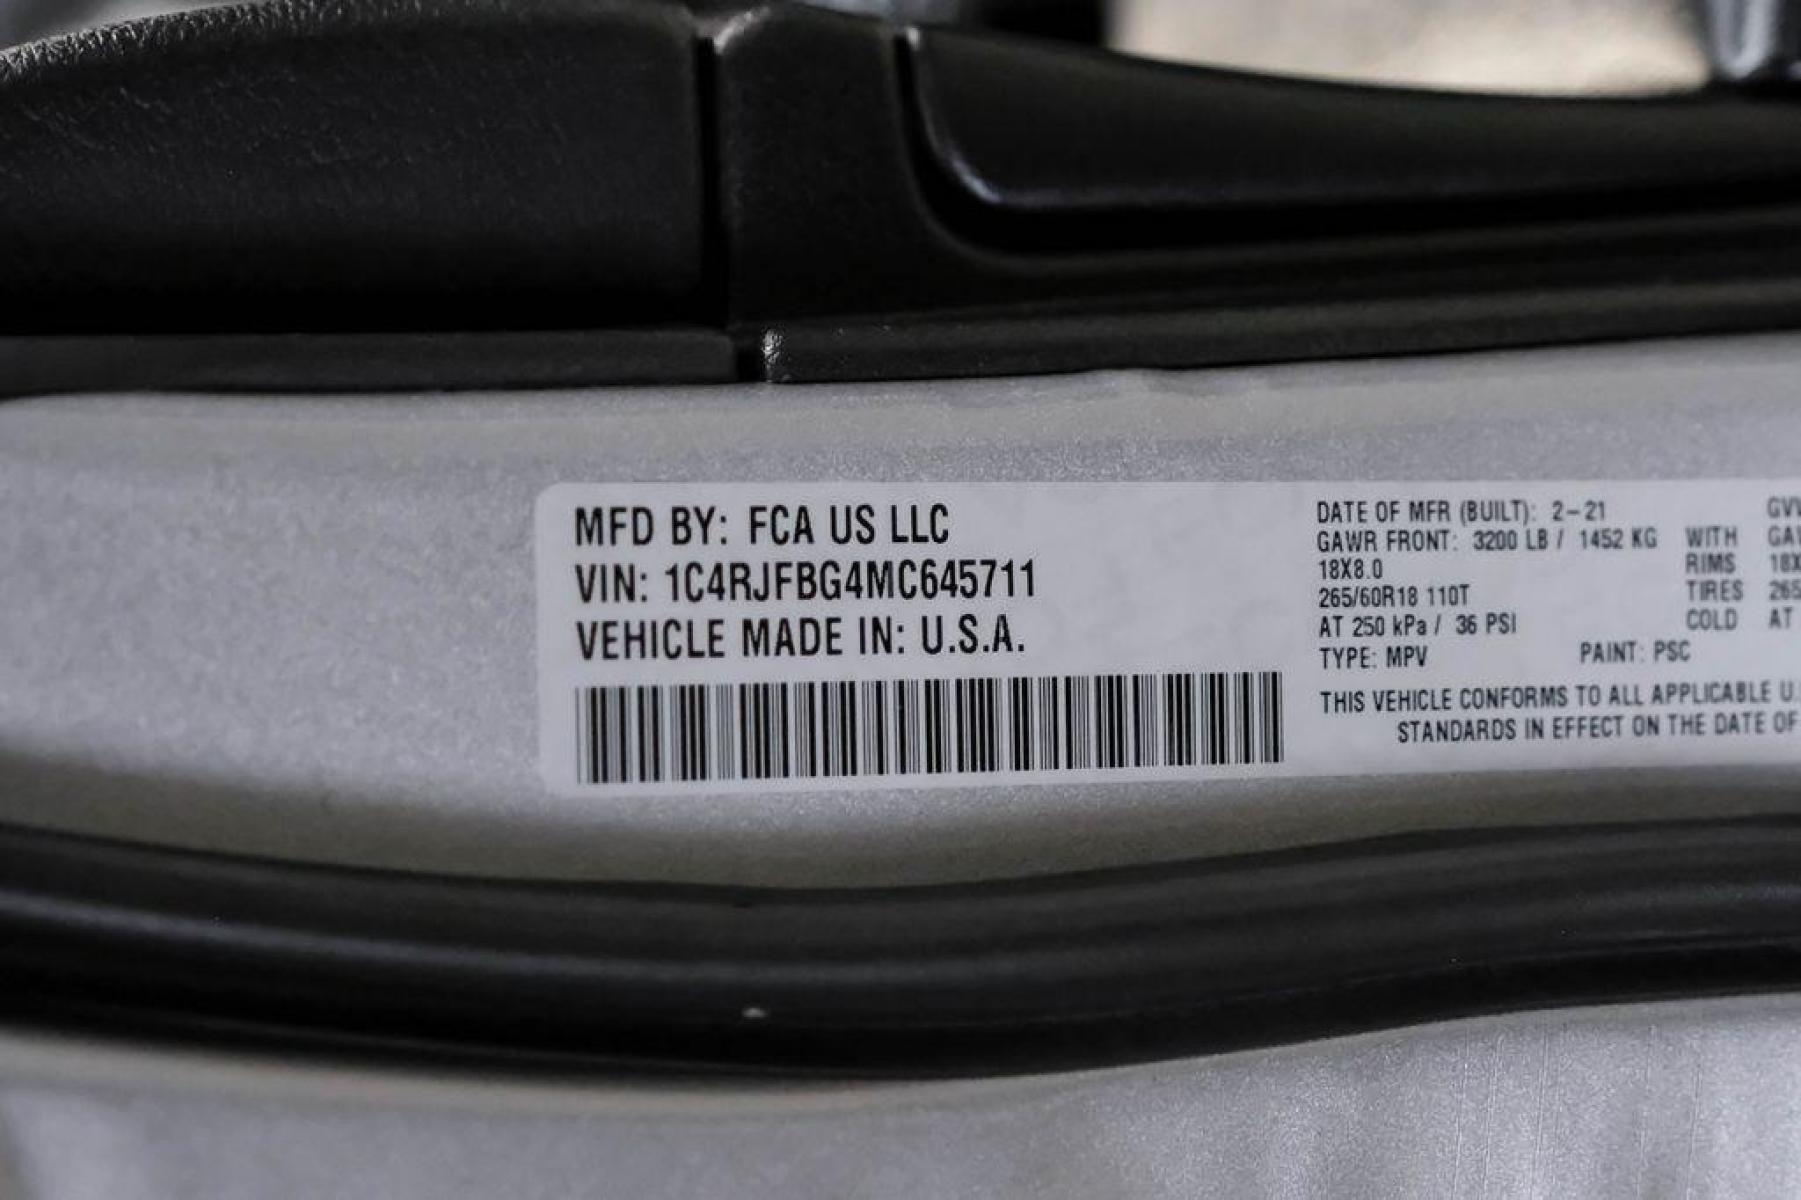 MFD BY: FCA US LLC
VIN: 1C4RJFBG4MC645711
VEHICLE MADE IN: U.S.A.
DATE OF MFR (BUILT): 2-21
GAWR FRONT: 3200 LB / 1452 KG WITH
18X8.0 RIMS
265/60R18 110T TIRES 265
AT 250 kPa / 36 PSI COLD AT
TYPE: MPV PAINT: PSC
THIS VEHICLE CONFORMS TO ALL APPLICABLE U.
STANDARDS IN EFFECT ON THE DATE OF